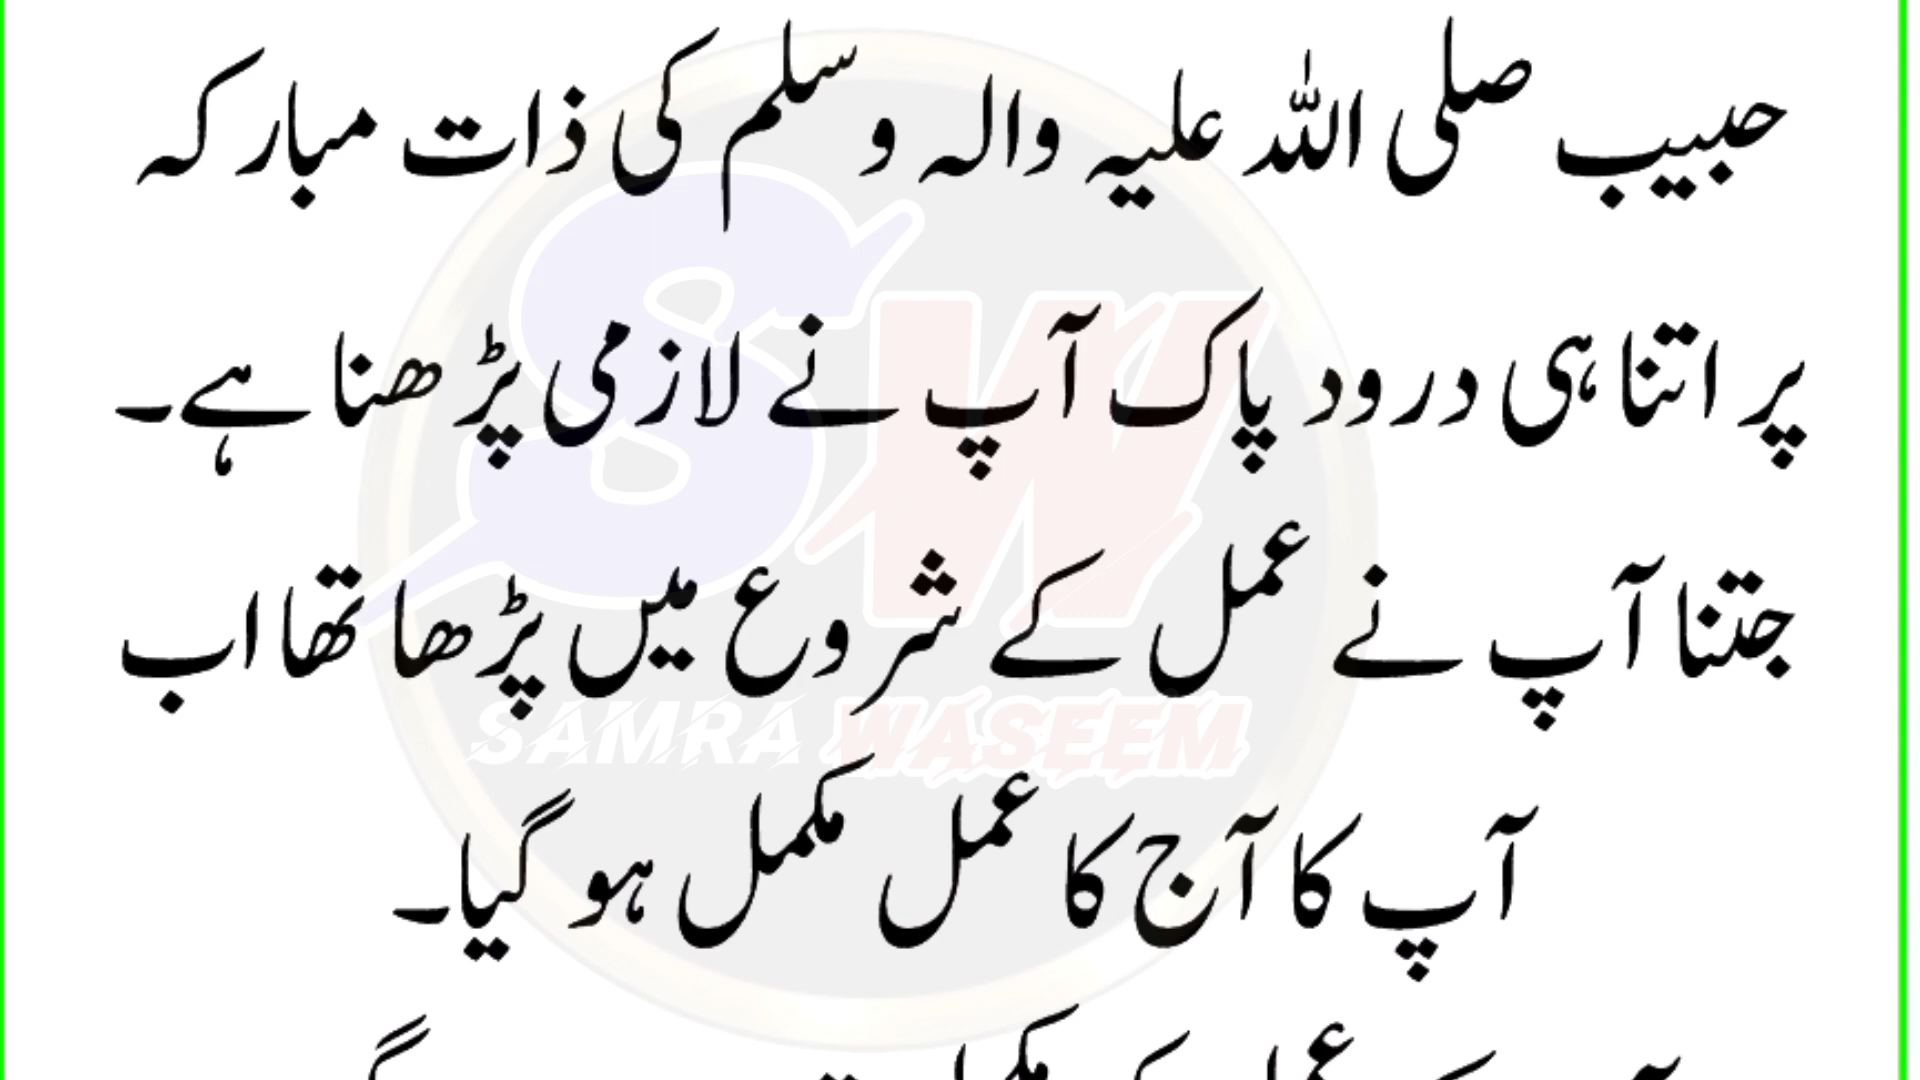 حبیب صلی اللہ علیہ والہ وسلم کی ذات مبارکہ
پر اتنا ہی درود پاک آپ نے لازمی پڑھنا ہے۔
جتنا آپ نے عمل کے شروع میں پڑھا تھا اب
SAMRA WASEEM
آپ کا آج کا عمل مکمل ہو گیا۔